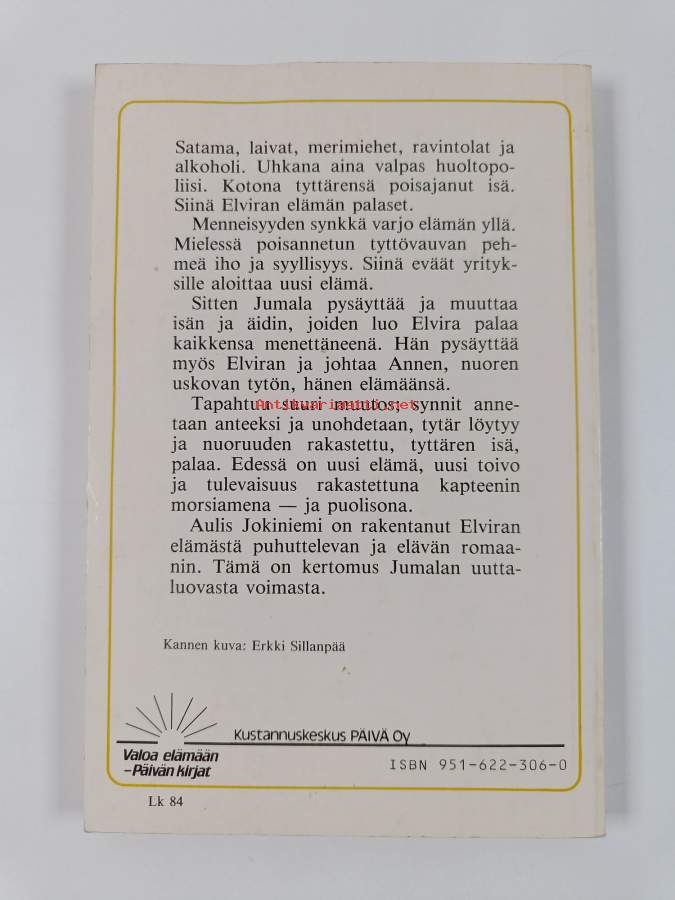 Satama, laivat, merimiehet, ravintolat ja
alkoholi. Uhkana aina valpas huoltopo-
liisi. Kotona tyttärensä poisajanut isä.
Siinä Elviran elämän palaset.
Menneisyyden synkkä varjo elämän yllä.
Mielessä poisannetun tyttövauvan peh-
meä iho ja syyllisyys. Siinä eväät yrityk-
sille aloittaa uusi elämä.
Sitten Jumala pysäyttää ja muuttaa
isän ja äidin, joiden luo Elvira palaa
kaikkensa menettäneenä. Hän pysäyttää
myös Elviran ja johtaa Annen, nuoren
uskovan tytön, hänen elämäänsä.
Tapahtuu suuri muutos; synnit anne-
taan anteeksi ja unohdetaan, tytär löytyy
ja nuoruuden rakastettu, tyttären isä,
palaa. Edessä on uusi elämä, uusi toivo
ja tulevaisuus rakastettuna kapteenin
morsiamena — ja puolisona.
Aulis Jokiniemi on rakentanut Elviran
elämästä puhuttelevan ja elävän romaa-
nin. Tämä on kertomus Jumalan uutta-
luovasta voimasta.
Antikvariaatti.net
Kannen kuva: Erkki Sillanpää
Kustannuskeskus PÄIVÄ Oy
Valoa elämään
-Päivän kirjat
ISBN 951-622-306-0
Lk 84